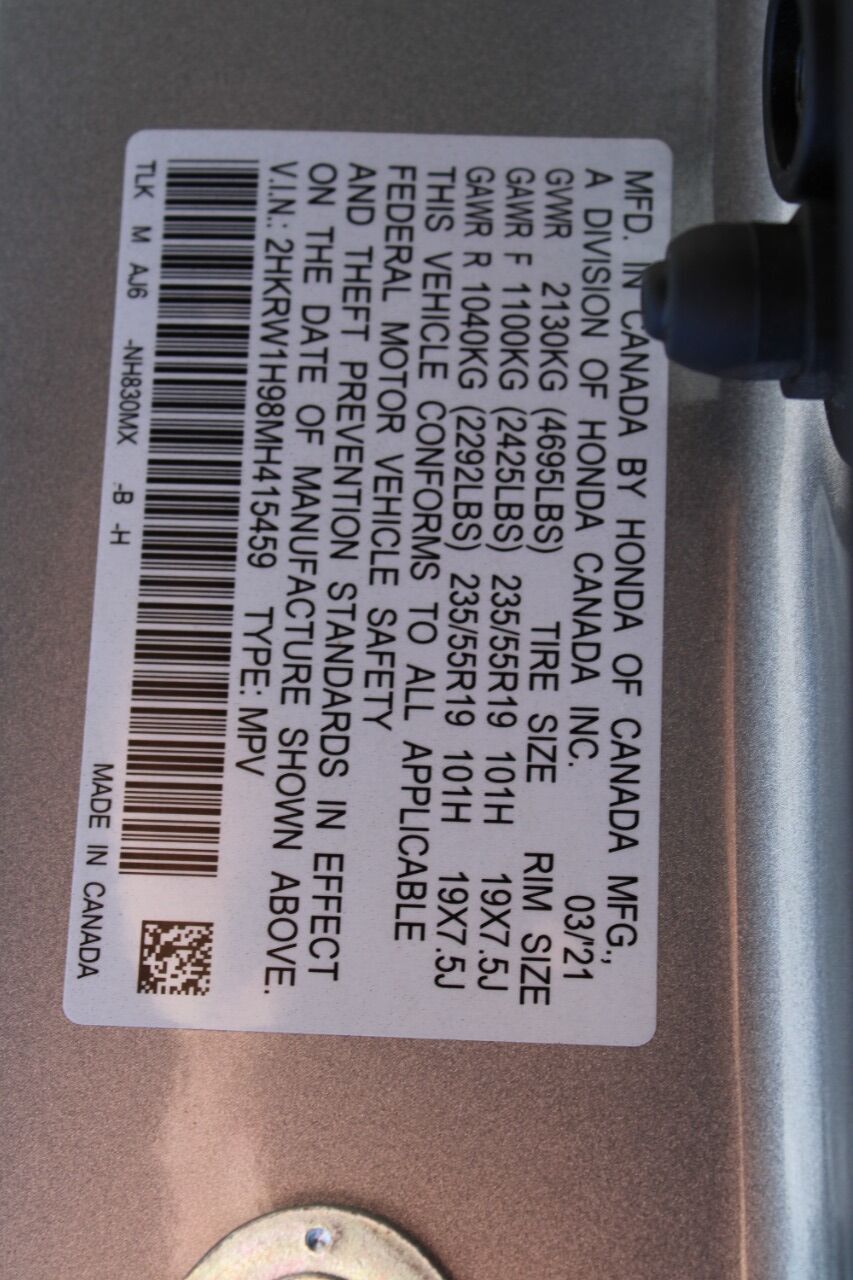 MFD. IN CANADA BY HONDA OF CANADA MFG.,
A DIVISION OF HONDA CANADA INC. 03/'21
GVWR 2130KG (4695LBS) TIRE SIZE RIM SIZE
GAWR F 1100KG (2425LBS) 235/55R19 101H 19X7.5J
GAWR R 1040KG (2292LBS) 235/55R19 101H 19X7.5J
THIS VEHICLE CONFORMS TO ALL APPLICABLE
FEDERAL MOTOR VEHICLE SAFETY
AND THEFT PREVENTION STANDARDS IN EFFECT
ON THE DATE OF MANUFACTURE SHOWN ABOVE.
V.I.N.: 2HKRW1H98MH415459 TYPE: MPV
TLK M AJ6 -NH830MX -B -H
MADE IN CANADA